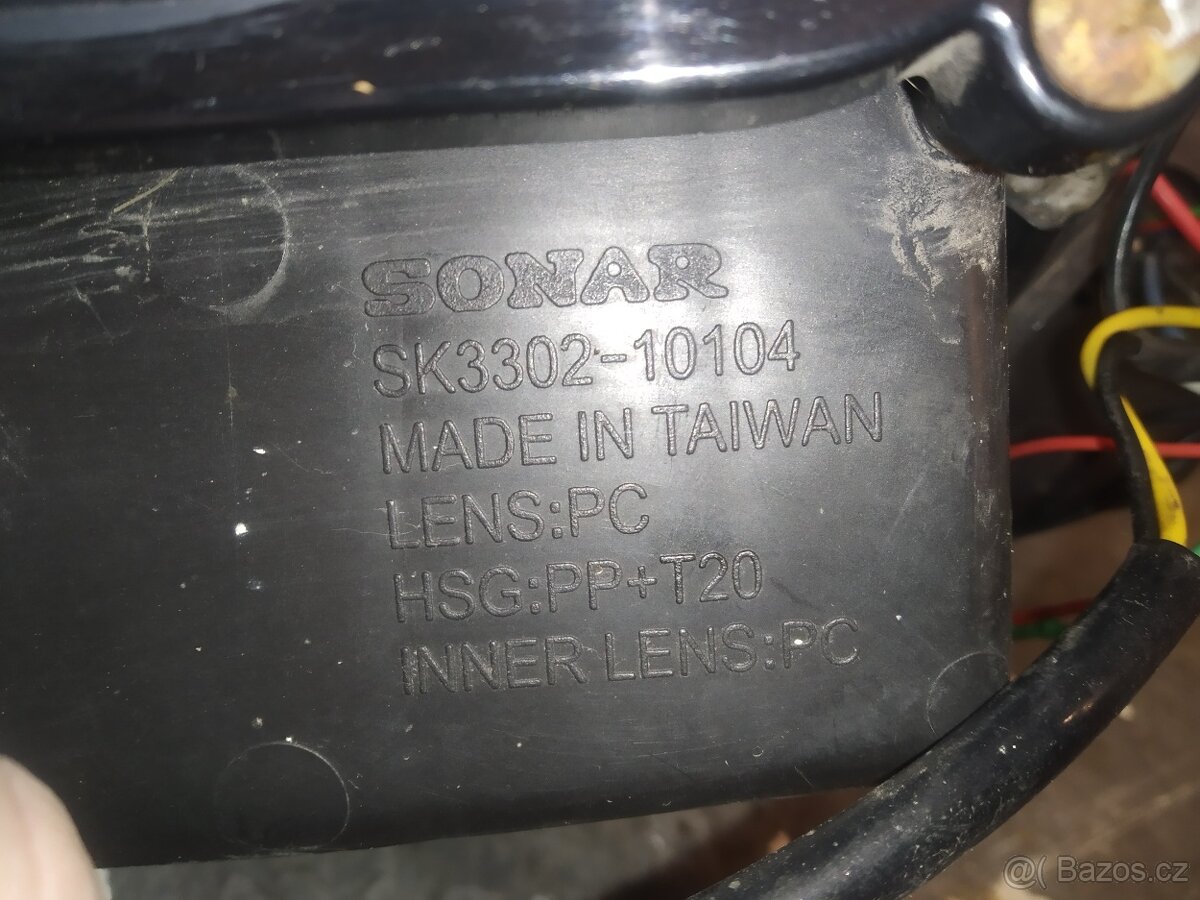 SONAR
SK3302-10104
MADE IN TAIWAN
LENS:PC
HSG:PP+T20
INNER LENS:PC
@( Bazos.cz